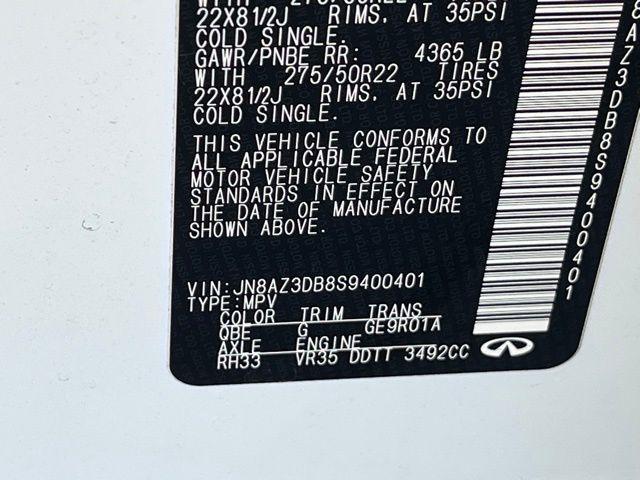 22X81/2J RIMS, AT 35PSI
COLD SINGLE.
GAWR/PNBE RR: 4365 LB
WITH 275/50R22 TIRES
22X81/2J RIMS, AT 35PSI
COLD SINGLE.
THIS VEHICLE CONFORMS TO
ALL APPLICABLE FEDERAL
MOTOR VEHICLE SAFETY
STANDARDS IN EFFECT ON
THE DATE OF MANUFACTURE
SHOWN ABOVE.
VIN:JN8AZ3DB8S9400401
TYPE:MPV
COLOR TRIM TRANS
QBE G GE9R01A
AXLE ENGINE
RH33 VR35 DDTT 3492CC
8AZ3DB8S9400401